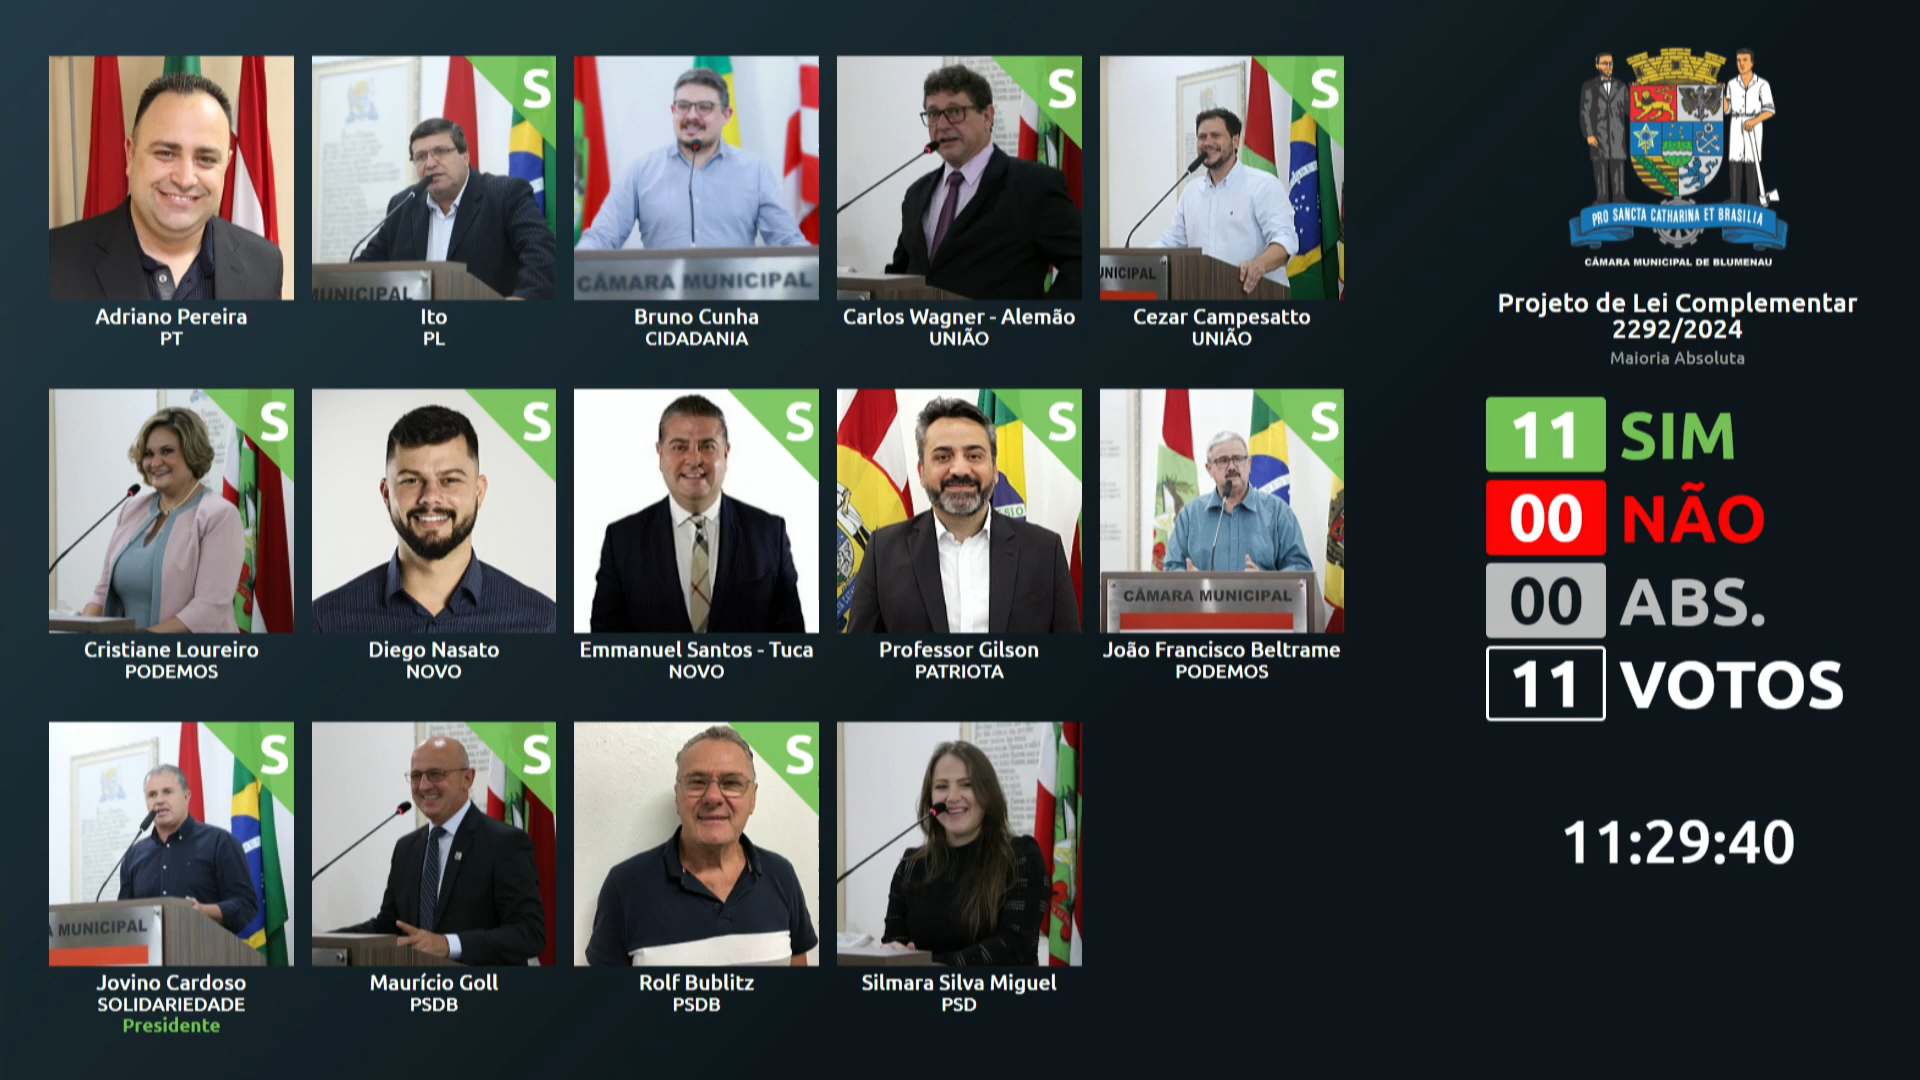 S
S
S
MUNICIPAL
CÂMARA MUNICIPAL
UNICIPAL
Adriano Pereira
PT
Ito
PL
Bruno Cunha
CIDADANIA
Carlos Wagner - Alemão
UNIÃO
Cezar Campesatto
UNIÃO
S
S
S
S
S
CÂMARA MUNICIPAL
Cristiane Loureiro
PODEMOS
Diego Nasato
NOVO
Emmanuel Santos - Tuca
NOVO
Professor Gilson
PATRIOTA
João Francisco Beltrame
PODEMOS
S
S
S
MUNICIPAL
Jovino Cardoso
SOLIDARIEDADE
Presidente
Maurício Goll
PSDB
Rolf Bublitz
PSDB
Silmara Silva Miguel
PSD
PRO SANCTA CATHARINA ET BRASILIA
CÂMARA MUNICIPAL DE BLUMENAU
Projeto de Lei Complementar
2292/2024
Maioria Absoluta
11 SIM
00 NÃO
00 ABS.
11 VOTOS
11:29:40